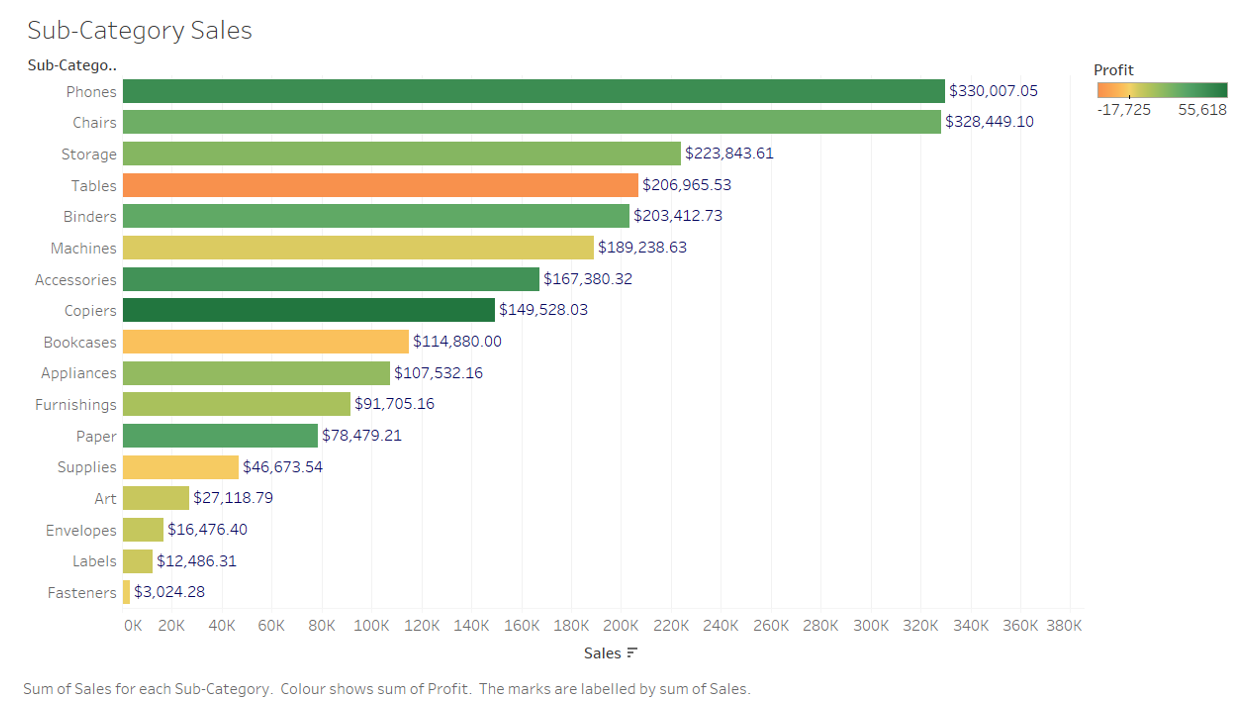 Sub-Category Sales
Sub-Catego..
Profit
-17,725 55,618
Phones $330,007.05
Chairs $328,449.10
Storage $223,843.61
Tables $206,965.53
Binders $203,412.73
Machines $189,238.63
Accessories $167,380.32
Copiers $149,528.03
Bookcases $114,880.00
Appliances $107,532.16
Furnishings $91,705.16
Paper $78,479.21
Supplies $46,673.54
Art $27,118.79
Envelopes $16,476.40
Labels $12,486.31
Fasteners $3,024.28
0K 20K 40K 60K 80K 100K 120K 140K 160K 180K 200K 220K 240K 260K 280K 300K 320K 340K 360K 380K
Sales
Sum of Sales for each Sub-Category. Colour shows sum of Profit. The marks are labelled by sum of Sales.